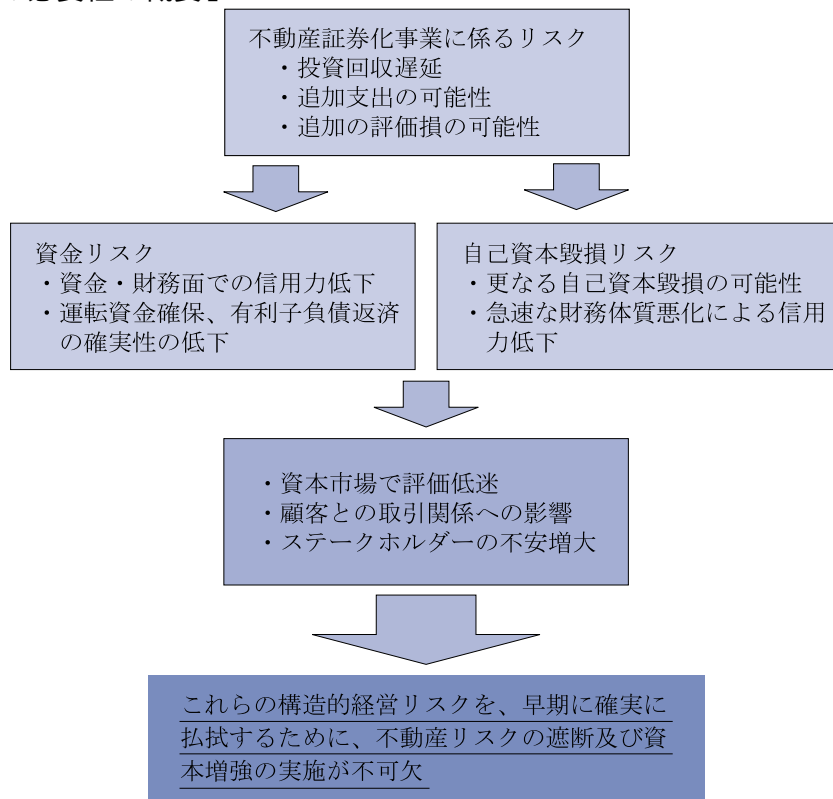 不動産証券化事業に係るリスク
・投資回収遅延
・追加支出の可能性
・追加の評価損の可能性
資金リスク
・資金・財務面での信用力低下
・運転資金確保、有利子負債返済
の確実性の低下
自己資本毀損リスク
・更なる自己資本毀損の可能性
・急速な財務体質悪化による信用
力低下
・資本市場で評価低迷
・顧客との取引関係への影響
・ステークホルダーの不安増大
これらの構造的経営リスクを、早期に確実に
払拭するために、不動産リスクの遮断及び資
本増強の実施が不可欠